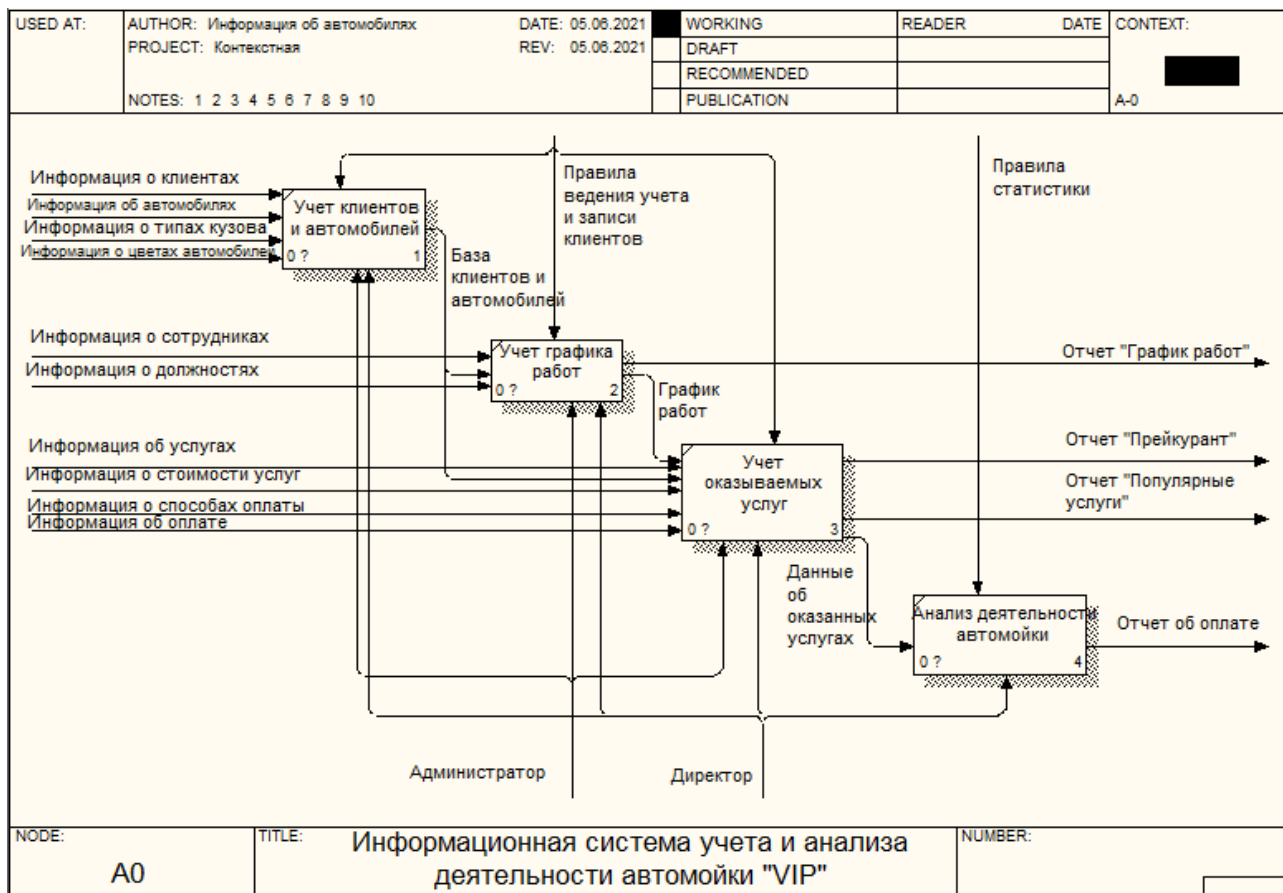 USED AT:
AUTHOR: Информация об автомобилях
DATE: 05.06.2021
PROJECT: Контекстная
REV: 05.06.2021
NOTES: 1 2 3 4 5 6 7 8 9 10
WORKING
DRAFT
RECOMMENDED
PUBLICATION
READER
DATE
CONTEXT:
A-0
Информация о клиентах
Информация об автомобилях
Информация о типах кузова
Информация о цветах автомобилей
Учет клиентов
и автомобилей
0 ?
1
Правила
ведения учета
и записи
клиентов
Правила
статистики
База
клиентов и
автомобилей
Информация о сотрудниках
Информация о должностях
Учет графика
работ
0 ?
2
Отчет "График работ"
График
работ
Информация об услугах
Информация о стоимости услуг
Информация о способах оплаты
Информация об оплате
Учет
оказываемых
услуг
0 ?
3
Отчет "Прейкурант"
Отчет "Популярные
услуги"
Данные
об
оказанных
услугах
Анализ деятельности
автомойки
0 ?
4
Отчет об оплате
Администратор
Директор
NODE:
A0
TITLE:
Информационная система учета и анализа
деятельности автомойки "VIP"
NUMBER: